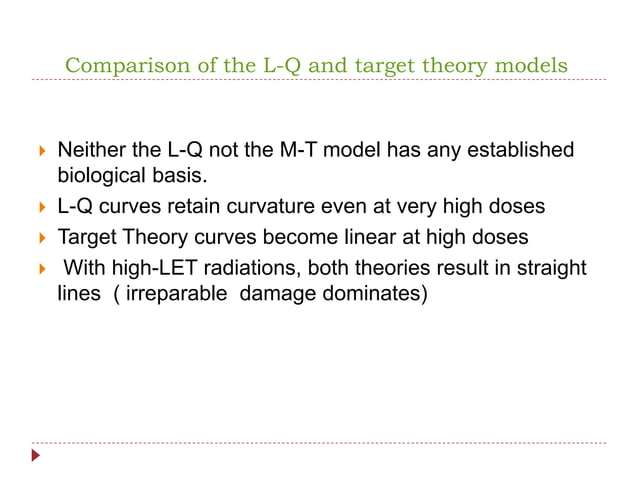 Comparison of the L-Q and target theory models
Neither the L-Q not the M-T model has any established
biological basis.
L-Q curves retain curvature even at very high doses
Target Theory curves become linear at high doses
With high-LET radiations, both theories result in straight
lines ( irreparable damage dominates)